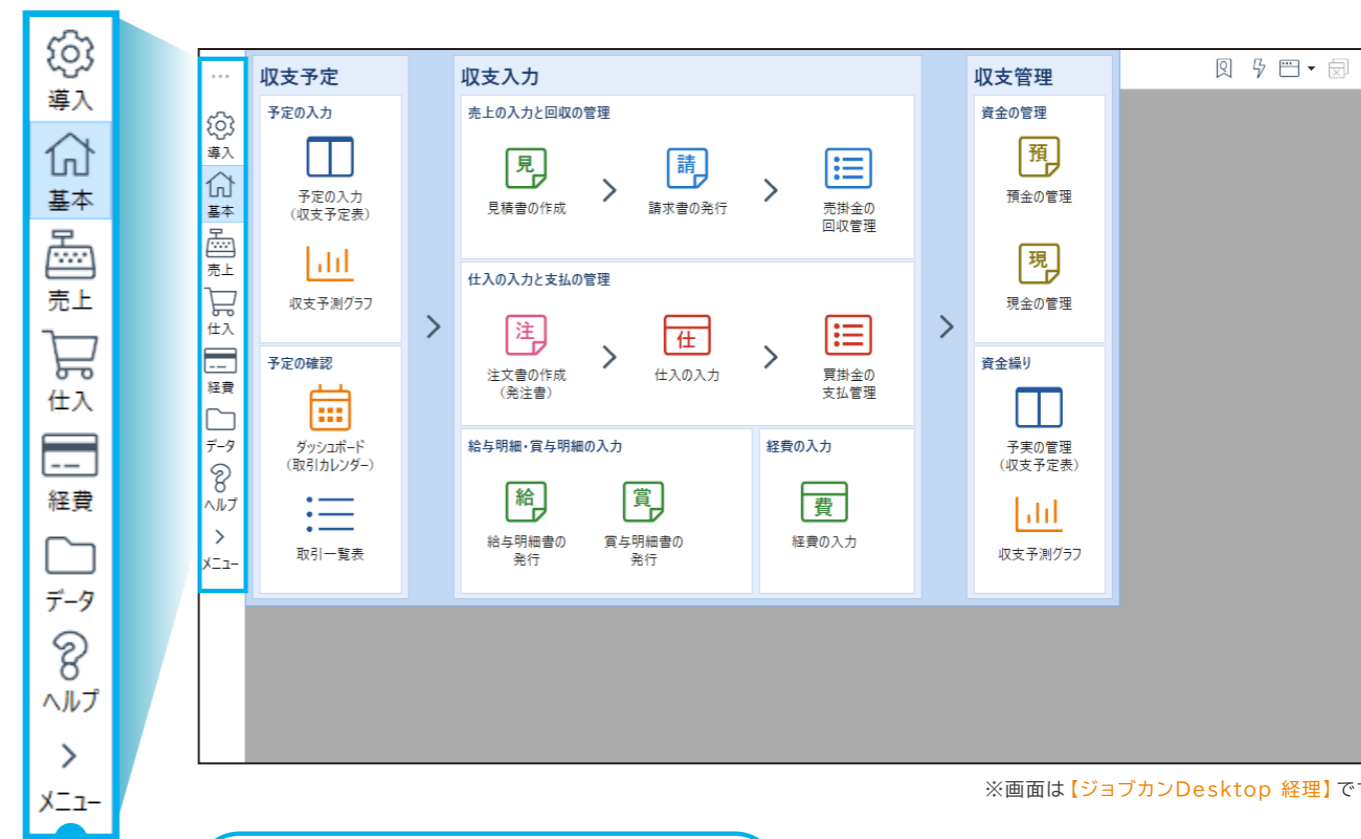 導入
基本
売上
仕入
経費
データ
ヘルプ
メニュー
…
導入
基本
売上
仕入
経費
データ
ヘルプ
メニュー
収支予定
予定の入力
予定の入力
(収支予定表)
収支予測グラフ
予定の確認
ダッシュボード
(取引カレンダー)
取引一覧表
収支入力
売上の入力と回収の管理
見
見積書の作成
請
請求書の発行
売掛金の
回収管理
仕入の入力と支払の管理
注
注文書の作成
(発注書)
仕
仕入の入力
買掛金の
支払管理
給与明細・賞与明細の入力
給
給与明細書の
発行
賞
賞与明細書の
発行
経費の入力
費
経費の入力
収支管理
資金の管理
預
預金の管理
現
現金の管理
資金繰り
予実の管理
(収支予定表)
収支予測グラフ
※画面は【ジョブカンDesktop 経理】で